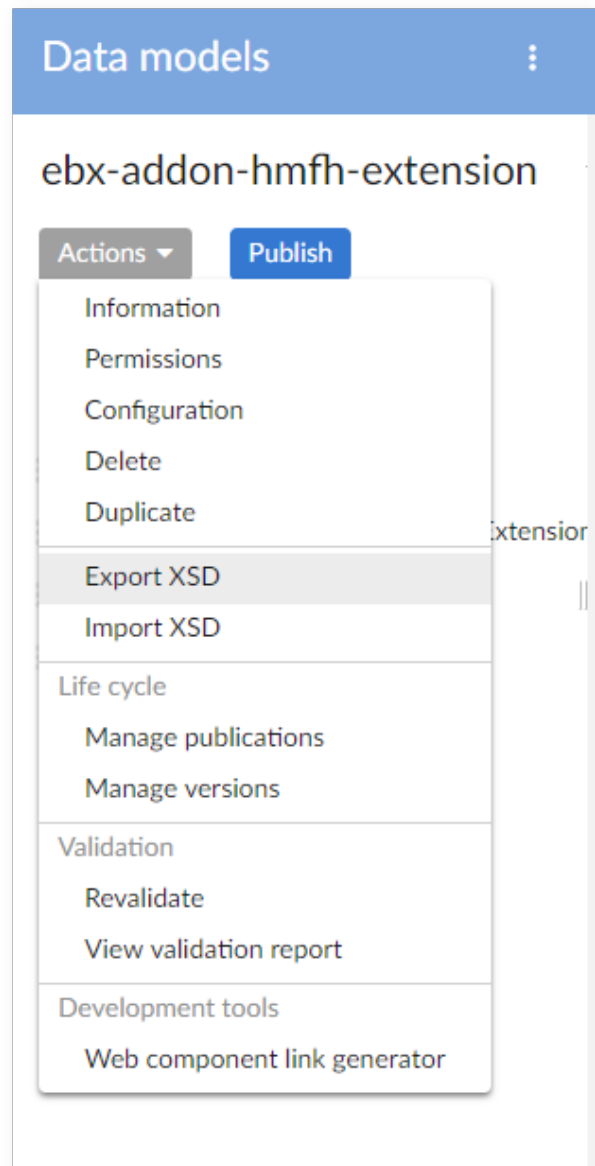 Data models
ebx-addon-hmfh-extension
Actions Publish
Information
Permissions
Configuration
Delete
Duplicate
xtension
Export XSD
Import XSD
Life cycle
Manage publications
Manage versions
Validation
Revalidate
View validation report
Development tools
Web component link generator